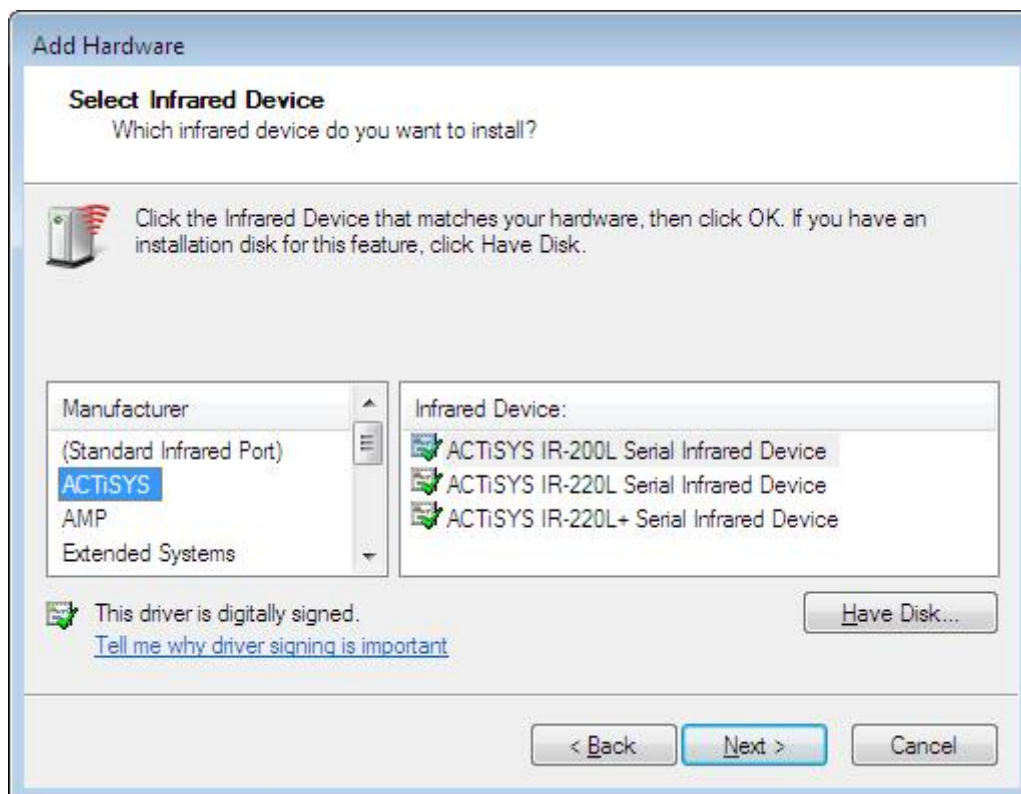 Add Hardware
Select Infrared Device
Which infrared device do you want to install?
Click the Infrared Device that matches your hardware, then click OK. If you have an
installation disk for this feature, click Have Disk.
Manufacturer
(Standard Infrared Port)
ACTiSYS
AMP
Extended Systems
Infrared Device:
ACTiSYS IR-200L Serial Infrared Device
ACTiSYS IR-220L Serial Infrared Device
ACTiSYS IR-220L+ Serial Infrared Device
This driver is digitally signed.
Tell me why driver signing is important
Have Disk...
< Back
Next >
Cancel